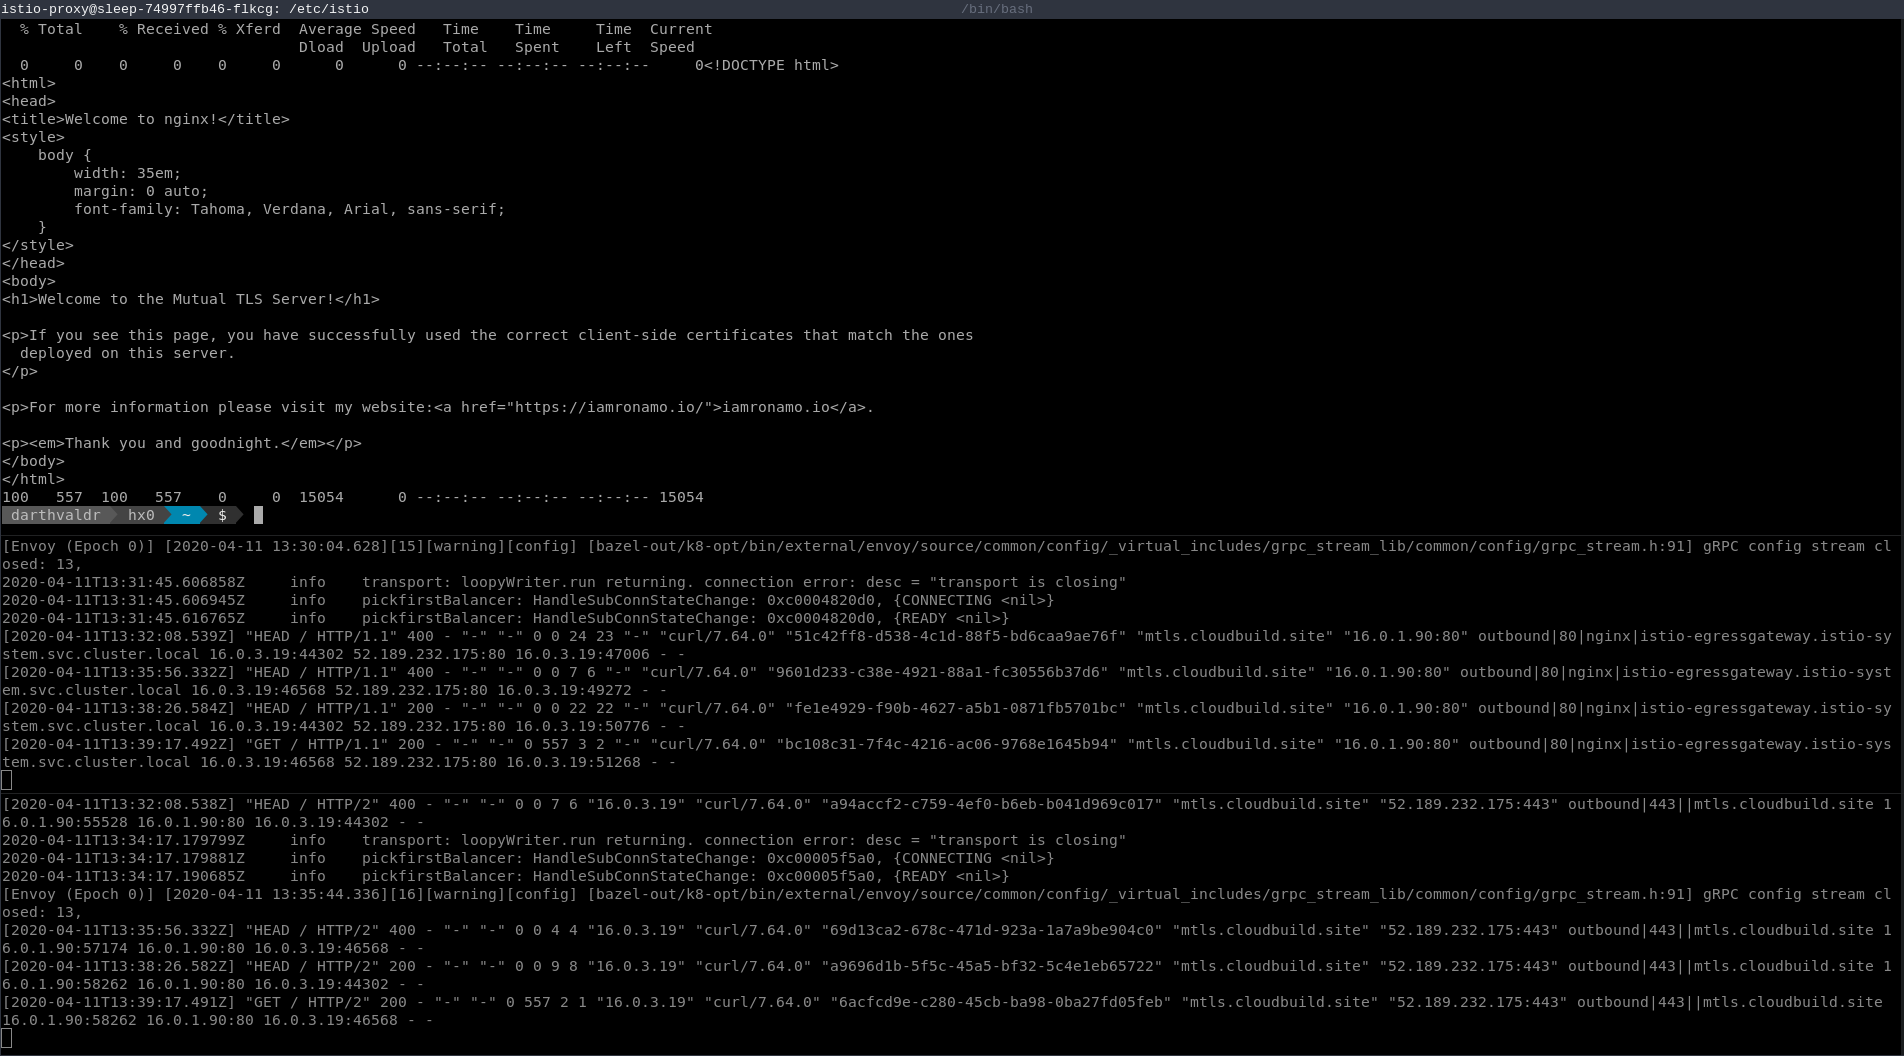 istio-proxy@sleep-74997ffb46-flkcg: /etc/istio /bin/bash
  % Total    % Received % Xferd  Average Speed   Time    Time     Time  Current
                                 Dload  Upload   Total   Spent    Left  Speed
  0     0    0     0    0     0      0      0 --:--:-- --:--:-- --:--:--     0<!DOCTYPE html>
<html>
<head>
<title>Welcome to nginx!</title>
<style>
    body {
        width: 35em;
        margin: 0 auto;
        font-family: Tahoma, Verdana, Arial, sans-serif;
    }
</style>
</head>
<body>
<h1>Welcome to the Mutual TLS Server!</h1>

<p>If you see this page, you have successfully used the correct client-side certificates that match the ones
  deployed on this server.
</p>

<p>For more information please visit my website:<a href="https://iamronamo.io/">iamronamo.io</a>.

<p><em>Thank you and goodnight.</em></p>
</body>
</html>
100   557  100   557    0     0  15054      0 --:--:-- --:--:-- --:--:-- 15054
darthvaldr hx0 ~ $
[Envoy (Epoch 0)] [2020-04-11 13:30:04.628][15][warning][config] [bazel-out/k8-opt/bin/external/envoy/source/common/config/_virtual_includes/grpc_stream_lib/common/config/grpc_stream.h:91] gRPC config stream cl
osed: 13,
2020-04-11T13:31:45.606858Z     info    transport: loopyWriter.run returning. connection error: desc = "transport is closing"
2020-04-11T13:31:45.606945Z     info    pickfirstBalancer: HandleSubConnStateChange: 0xc0004820d0, {CONNECTING <nil>}
2020-04-11T13:31:45.616765Z     info    pickfirstBalancer: HandleSubConnStateChange: 0xc0004820d0, {READY <nil>}
[2020-04-11T13:32:08.539Z] "HEAD / HTTP/1.1" 400 - "-" "-" 0 0 24 23 "-" "curl/7.64.0" "51c42ff8-d538-4c1d-88f5-bd6caa9ae76f" "mtls.cloudbuild.site" "16.0.1.90:80" outbound|80|nginx|istio-egressgateway.istio-sy
stem.svc.cluster.local 16.0.3.19:44302 52.189.232.175:80 16.0.3.19:47006 - -
[2020-04-11T13:35:56.332Z] "HEAD / HTTP/1.1" 400 - "-" "-" 0 0 7 6 "-" "curl/7.64.0" "9601d233-c38e-4921-88a1-fc30556b37d6" "mtls.cloudbuild.site" "16.0.1.90:80" outbound|80|nginx|istio-egressgateway.istio-syst
em.svc.cluster.local 16.0.3.19:46568 52.189.232.175:80 16.0.3.19:49272 - -
[2020-04-11T13:38:26.584Z] "HEAD / HTTP/1.1" 200 - "-" "-" 0 0 22 22 "-" "curl/7.64.0" "fe1e4929-f90b-4627-a5b1-0871fb5701bc" "mtls.cloudbuild.site" "16.0.1.90:80" outbound|80|nginx|istio-egressgateway.istio-sy
stem.svc.cluster.local 16.0.3.19:44302 52.189.232.175:80 16.0.3.19:50776 - -
[2020-04-11T13:39:17.492Z] "GET / HTTP/1.1" 200 - "-" "-" 0 557 3 2 "-" "curl/7.64.0" "bc108c31-7f4c-4216-ac06-9768e1645b94" "mtls.cloudbuild.site" "16.0.1.90:80" outbound|80|nginx|istio-egressgateway.istio-sys
tem.svc.cluster.local 16.0.3.19:46568 52.189.232.175:80 16.0.3.19:51268 - -
[2020-04-11T13:32:08.538Z] "HEAD / HTTP/2" 400 - "-" "-" 0 0 7 6 "16.0.3.19" "curl/7.64.0" "a94accf2-c759-4ef0-b6eb-b041d969c017" "mtls.cloudbuild.site" "52.189.232.175:443" outbound|443||mtls.cloudbuild.site 1
6.0.1.90:55528 16.0.1.90:80 16.0.3.19:44302 - -
2020-04-11T13:34:17.179799Z     info    transport: loopyWriter.run returning. connection error: desc = "transport is closing"
2020-04-11T13:34:17.179881Z     info    pickfirstBalancer: HandleSubConnStateChange: 0xc00005f5a0, {CONNECTING <nil>}
2020-04-11T13:34:17.190685Z     info    pickfirstBalancer: HandleSubConnStateChange: 0xc00005f5a0, {READY <nil>}
[Envoy (Epoch 0)] [2020-04-11 13:35:44.336][16][warning][config] [bazel-out/k8-opt/bin/external/envoy/source/common/config/_virtual_includes/grpc_stream_lib/common/config/grpc_stream.h:91] gRPC config stream cl
osed: 13,
[2020-04-11T13:35:56.332Z] "HEAD / HTTP/2" 400 - "-" "-" 0 0 4 4 "16.0.3.19" "curl/7.64.0" "69d13ca2-678c-471d-923a-1a7a9be904c0" "mtls.cloudbuild.site" "52.189.232.175:443" outbound|443||mtls.cloudbuild.site 1
6.0.1.90:57174 16.0.1.90:80 16.0.3.19:46568 - -
[2020-04-11T13:38:26.582Z] "HEAD / HTTP/2" 200 - "-" "-" 0 0 9 8 "16.0.3.19" "curl/7.64.0" "a9696d1b-5f5c-45a5-bf32-5c4e1eb65722" "mtls.cloudbuild.site" "52.189.232.175:443" outbound|443||mtls.cloudbuild.site 1
6.0.1.90:58262 16.0.1.90:80 16.0.3.19:44302 - -
[2020-04-11T13:39:17.491Z] "GET / HTTP/2" 200 - "-" "-" 0 557 2 1 "16.0.3.19" "curl/7.64.0" "6acfcd9e-c280-45cb-ba98-0ba27fd05feb" "mtls.cloudbuild.site" "52.189.232.175:443" outbound|443||mtls.cloudbuild.site
16.0.1.90:58262 16.0.1.90:80 16.0.3.19:46568 - -